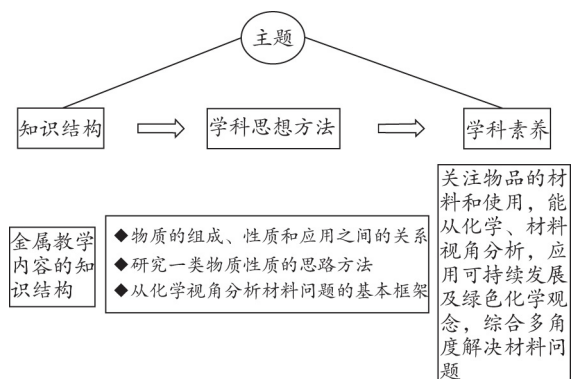 主题
知识结构
学科思想方法
学科素养
金属教学
内容的知
识结构
◆物质的组成、性质和应用之间的关系
◆研究一类物质性质的思路方法
◆从化学视角分析材料问题的基本框架
关注物品的材
料和使用，能
从化学、材料
视角分析，应
用可持续发展
及绿色化学观
念，综合多角
度解决材料问
题